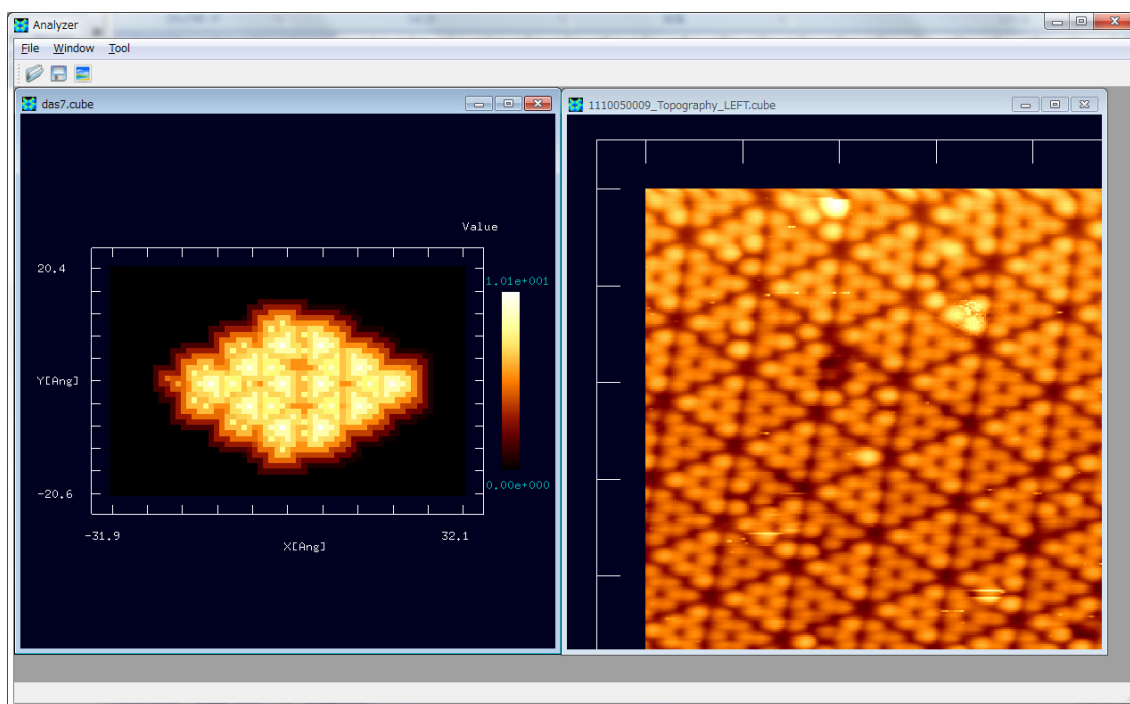 Analyzer
File Window Tool
das7.cube
Value
20.4
1.01e+001
Y[Ang]
0.00e+000
-20.6
-31.9
32.1
X[Ang]
1110050009_Topography_LEFT.cube